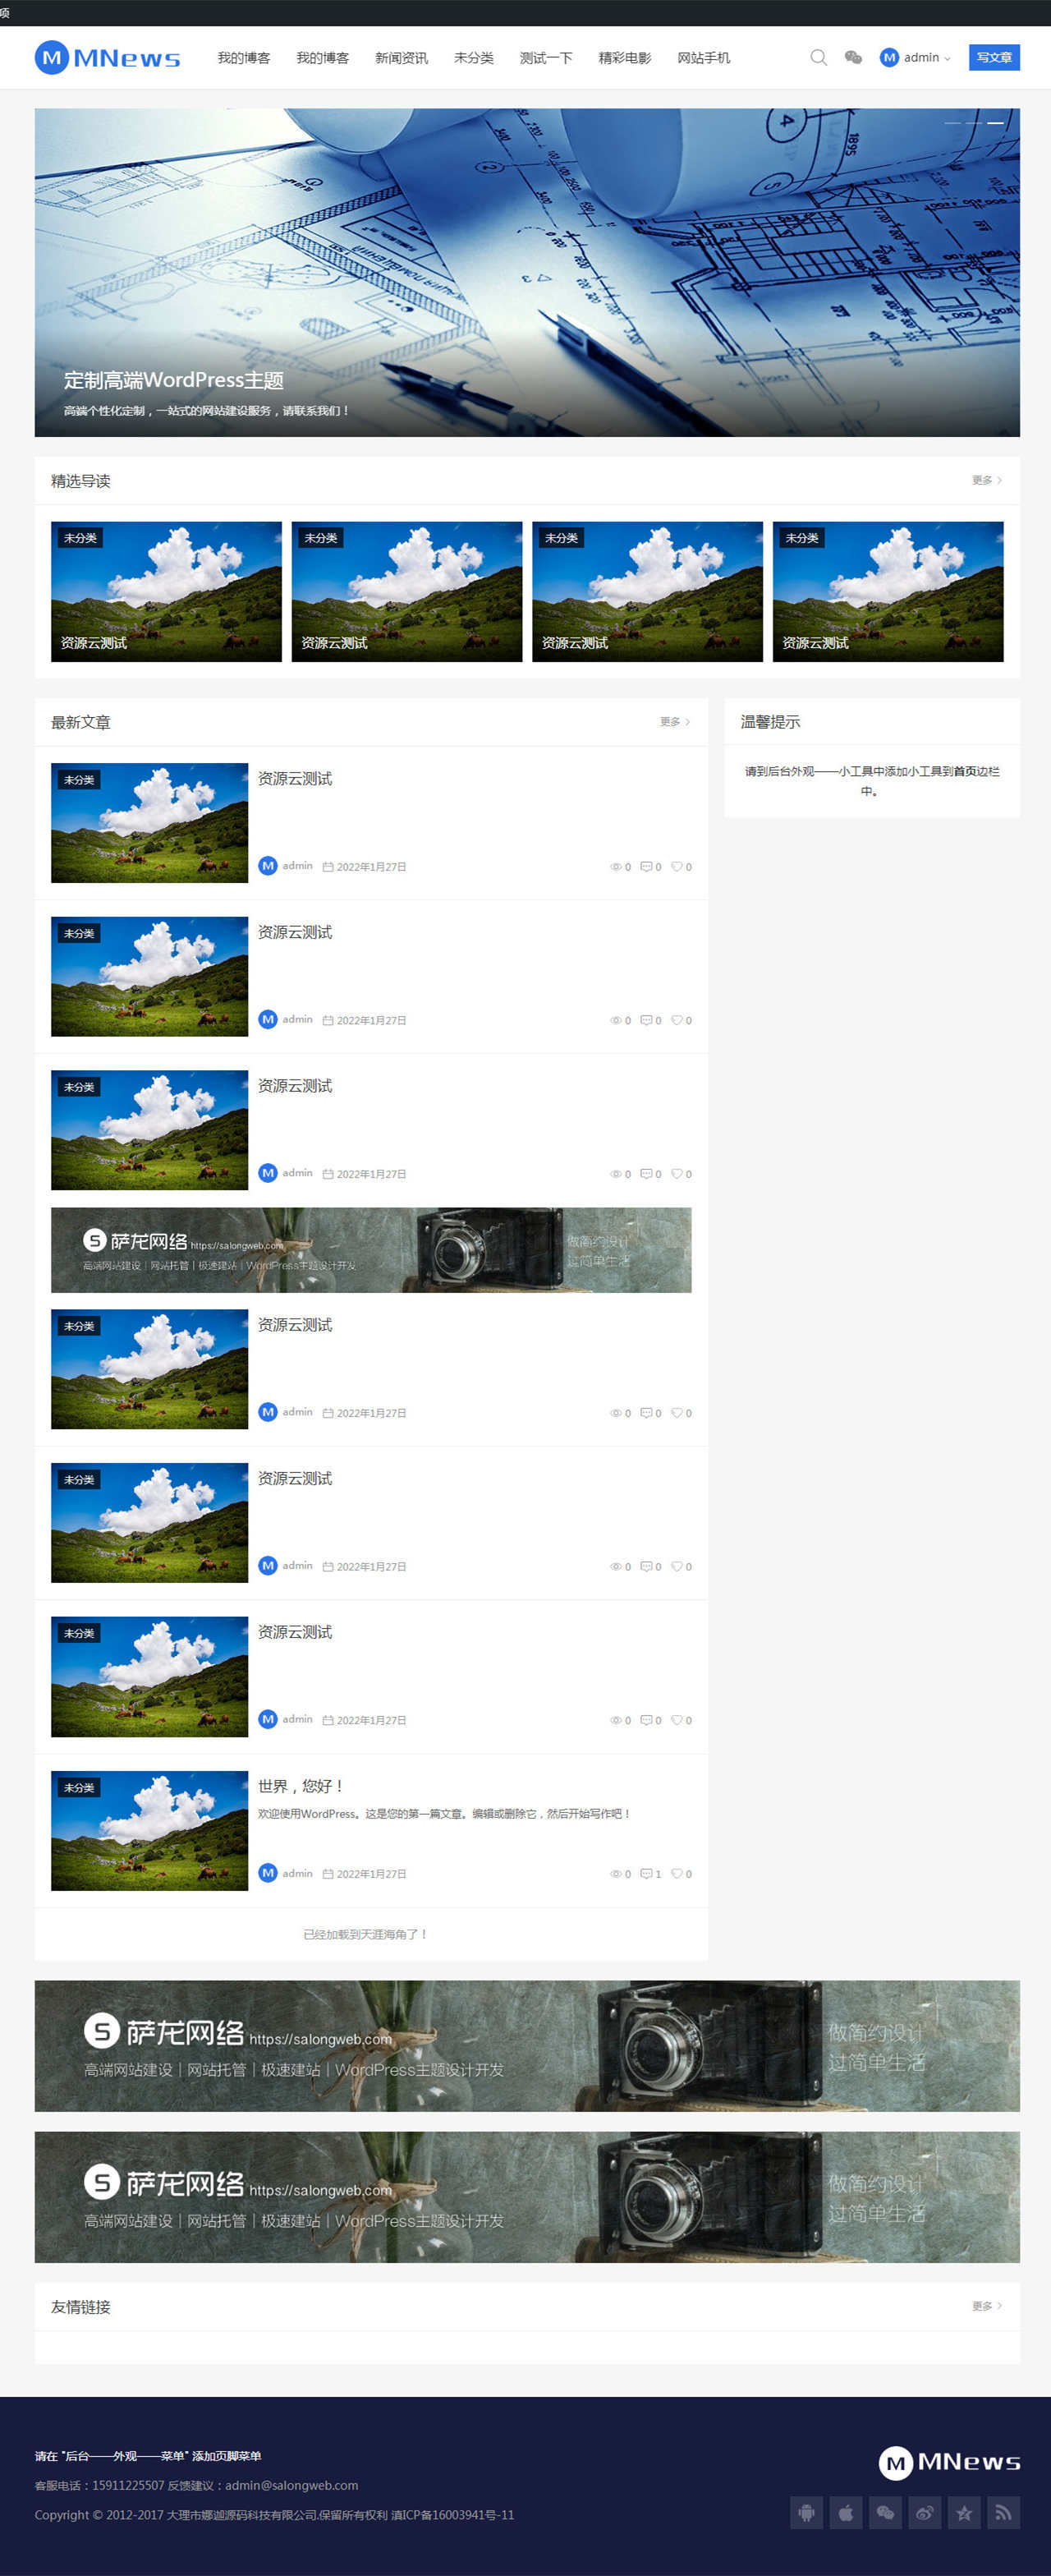 项
MNews 我的博客 我的博客 新闻资讯 未分类 测试一下 精彩电影 网站手机 admin 写文章
定制高端WordPress主题
高端个性化定制，一站式的网站建设服务，请联系我们！
精选导读 更多
未分类 未分类 未分类 未分类
资源云测试 资源云测试 资源云测试 资源云测试
最新文章 更多
未分类 资源云测试
admin 2022年1月27日 0 0 0
未分类 资源云测试
admin 2022年1月27日 0 0 0
未分类 资源云测试
admin 2022年1月27日 0 0 0
萨龙网络 https://salongweb.com
高端网站建设｜网站托管｜极速建站｜WordPress主题设计开发
做简约设计
过简单生活
未分类 资源云测试
admin 2022年1月27日 0 0 0
未分类 资源云测试
admin 2022年1月27日 0 0 0
未分类 资源云测试
admin 2022年1月27日 0 0 0
未分类 世界，您好！
欢迎使用WordPress。这是您的第一篇文章。编辑或删除它，然后开始写作吧！
admin 2022年1月27日 0 1 0
已经加载到天涯海角了！
温馨提示
请到后台外观——小工具中添加小工具到首页边栏
中。
萨龙网络 https://salongweb.com
高端网站建设｜网站托管｜极速建站｜WordPress主题设计开发
做简约设计
过简单生活
萨龙网络 https://salongweb.com
高端网站建设｜网站托管｜极速建站｜WordPress主题设计开发
做简约设计
过简单生活
友情链接 更多
请在 "后台——外观——菜单" 添加页脚菜单
客服电话：15911225507 反馈建议：admin@salongweb.com
Copyright © 2012-2017 大理市娜迦源码科技有限公司.保留所有权利 滇ICP备16003941号-11
MNews